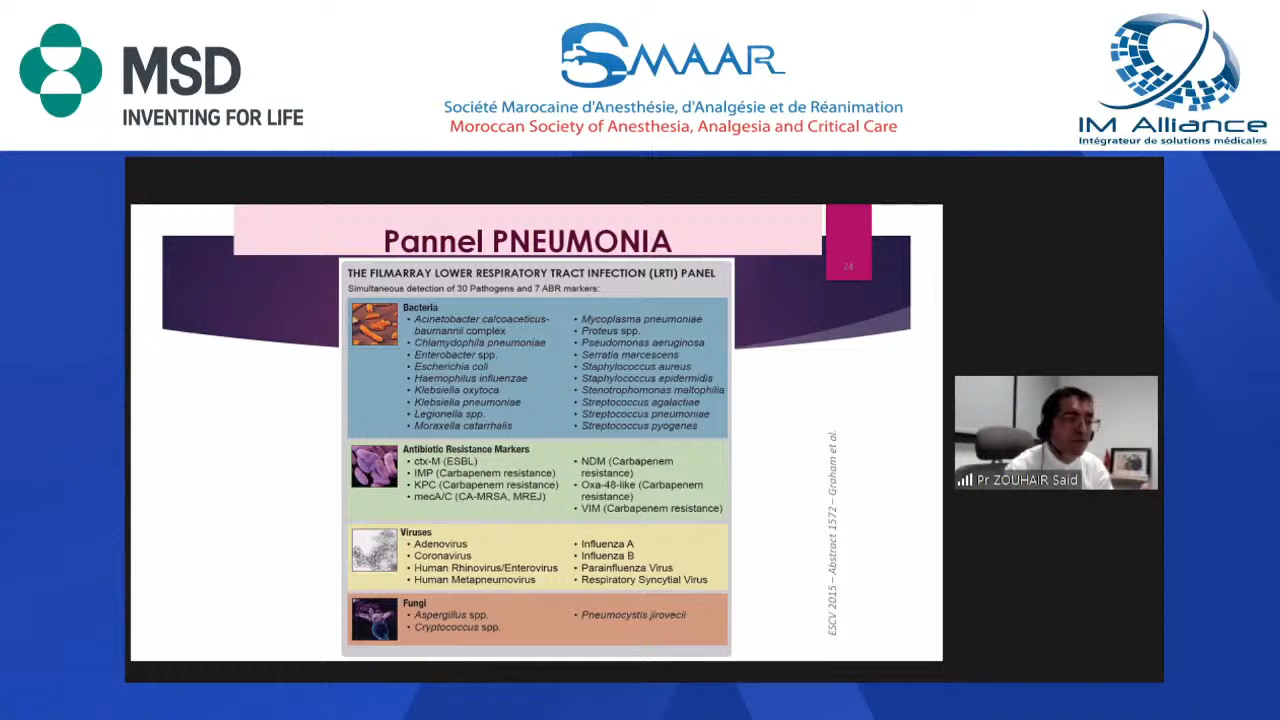 MSD
INVENTING FOR LIFE
SMAAR
Société Marocaine d'Anesthésie, d'Analgésie et de Réanimation
Moroccan Society of Anesthesia, Analgesia and Critical Care
IM Alliance
Intégrateur de solutions médicales
Pannel PNEUMONIA
24
THE FILMARRAY LOWER RESPIRATORY TRACT INFECTION (LRTI) PANEL
Simultaneous detection of 30 Pathogens and 7 ABR markers:
Bacteria
• Acinetobacter calcoaceticus-
baumannii complex
• Chlamydophila pneumoniae
• Enterobacter spp.
• Escherichia coli
• Haemophilus influenzae
• Klebsiella oxytoca
• Klebsiella pneumoniae
• Legionella spp.
• Moraxella catarrhalis
• Mycoplasma pneumoniae
• Proteus spp.
• Pseudomonas aeruginosa
• Serratia marcescens
• Staphylococcus aureus
• Staphylococcus epidermidis
• Stenotrophomonas maltophilia
• Streptococcus agalactiae
• Streptococcus pneumoniae
• Streptococcus pyogenes
Antibiotic Resistance Markers
• ctx-M (ESBL)
• IMP (Carbapenem resistance)
• KPC (Carbapenem resistance)
• mecA/C (CA-MRSA, MREJ)
• NDM (Carbapenem
resistance)
• Oxa-48-like (Carbapenem
resistance)
• VIM (Carbapenem resistance)
Viruses
• Adenovirus
• Coronavirus
• Human Rhinovirus/Enterovirus
• Human Metapneumovirus
• Influenza A
• Influenza B
• Parainfluenza Virus
• Respiratory Syncytial Virus
Fungi
• Aspergillus spp.
• Cryptococcus spp.
• Pneumocystis jirovecii
ESCV 2015 – Abstract 1572 – Graham et al.
Pr ZOUHAIR Said